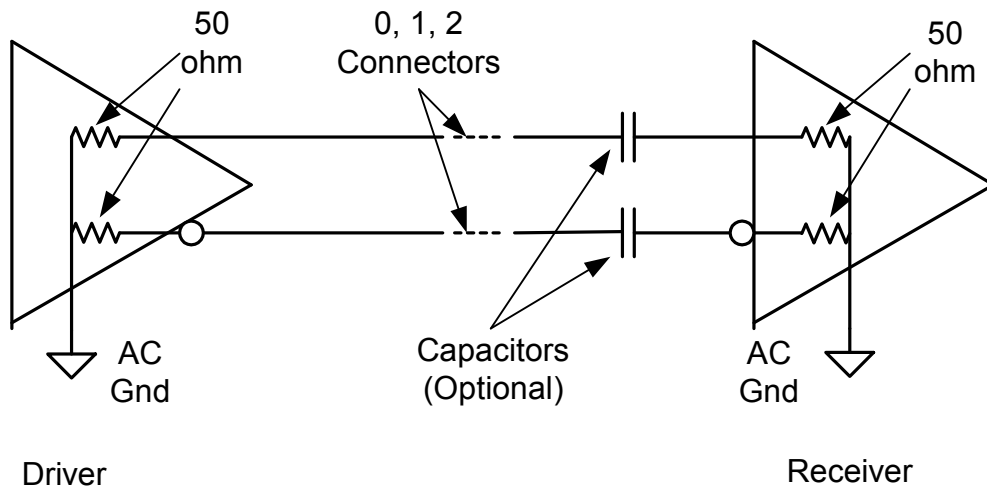 50
ohm
0, 1, 2
Connectors
50
ohm
AC
Gnd
Capacitors
(Optional)
AC
Gnd
Driver
Receiver